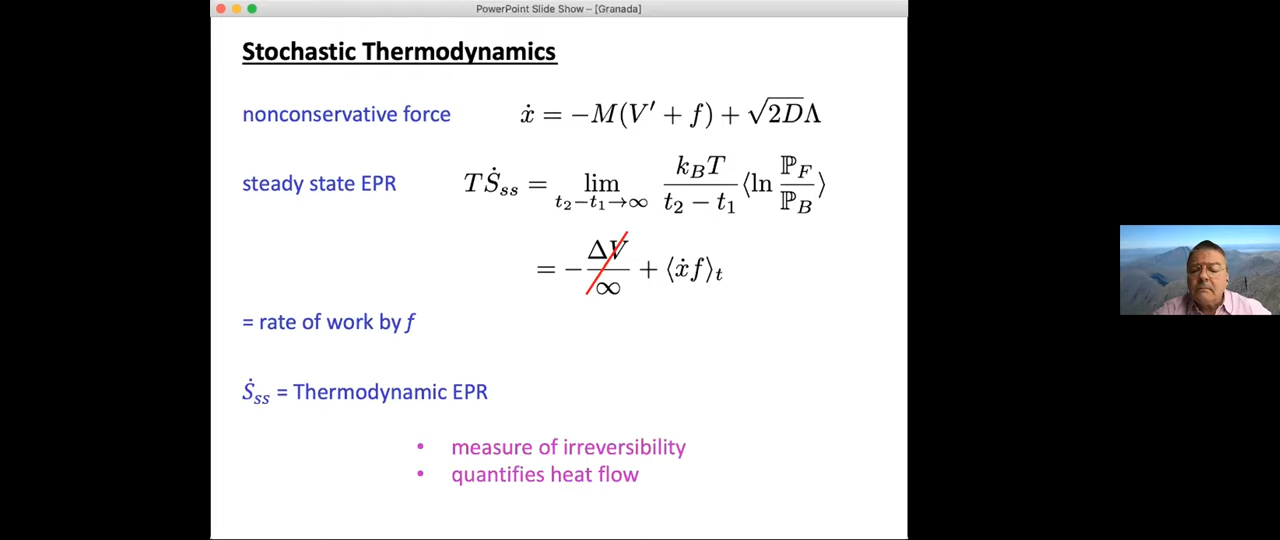 PowerPoint Slide Show – [Granada]
Stochastic Thermodynamics
nonconservative force ẋ = −M(V′ + f) + √2DΛ
steady state EPR TṠ_ss = lim_{t₂−t₁→∞} k_BT / (t₂ − t₁) ⟨ln ℙ_F / ℙ_B⟩
= − ΔV / ∞ + ⟨ẋf⟩_t
= rate of work by f
Ṡ_ss = Thermodynamic EPR
• measure of irreversibility
• quantifies heat flow